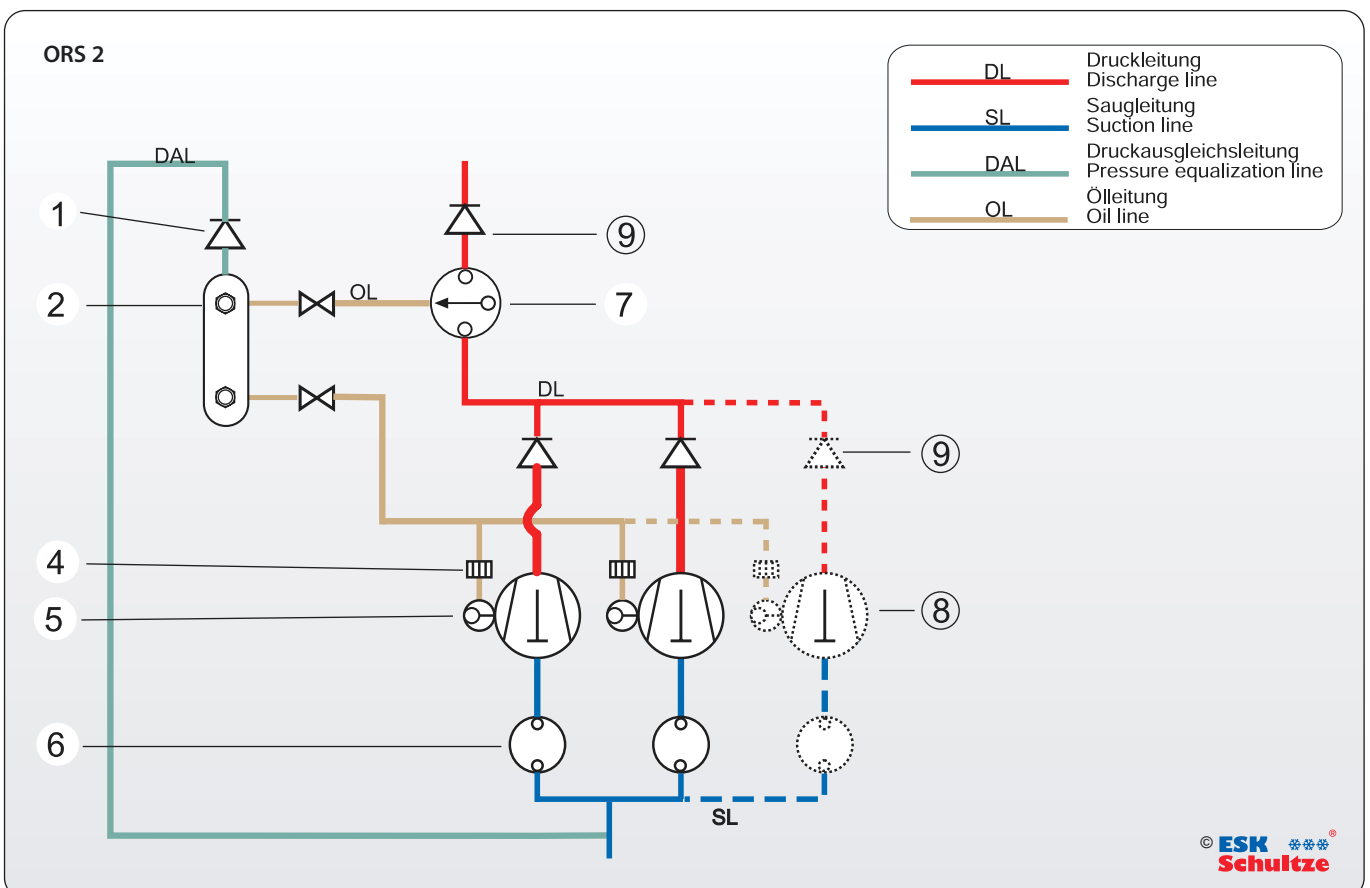 ORS 2
DL
Druckleitung
Discharge line
SL
Saugleitung
Suction line
DAL
Druckausgleichsleitung
Pressure equalization line
OL
Ölleitung
Oil line
DAL
1
9
2
OL
7
DL
9
4
5
8
6
SL
© ESK ®
Schultze